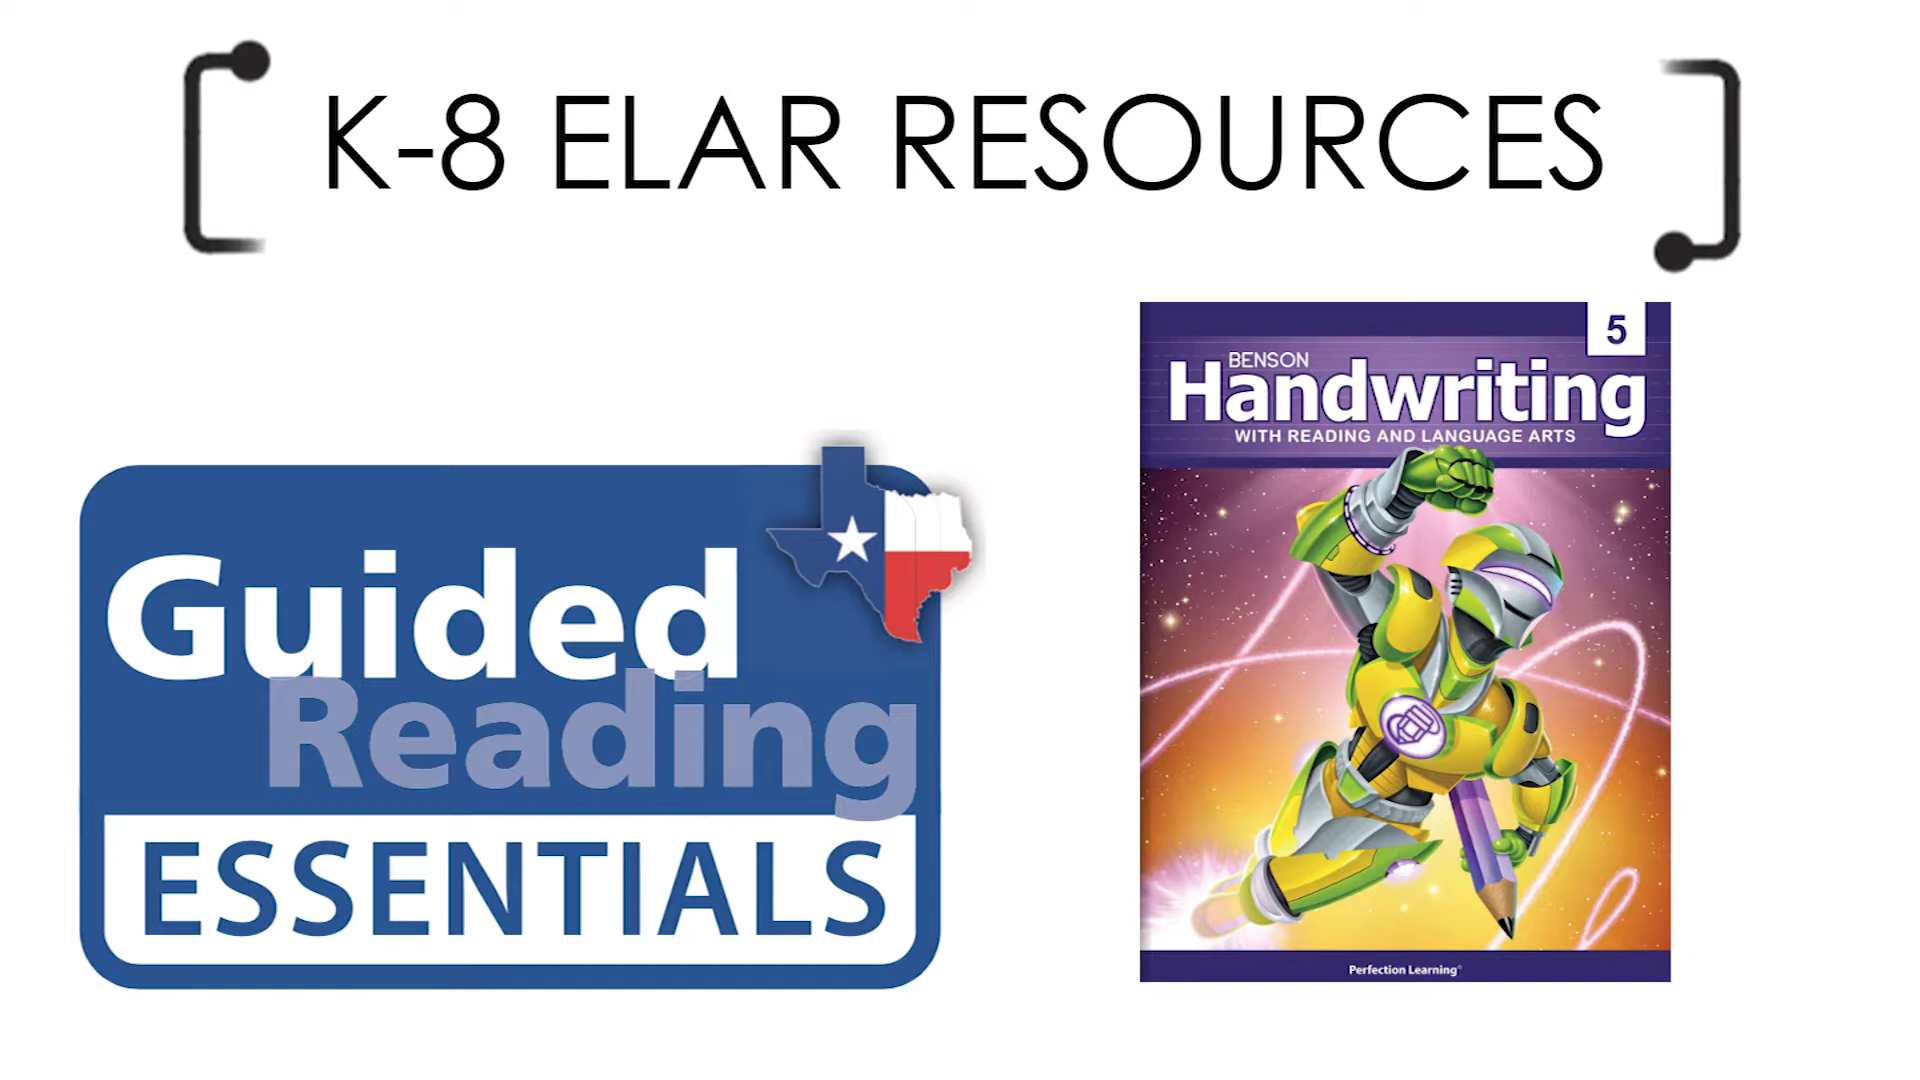 K-8 ELAR RESOURCES
Guided
Reading
ESSENTIALS
5
BENSON
Handwriting
WITH READING AND LANGUAGE ARTS
Perfection Learning®